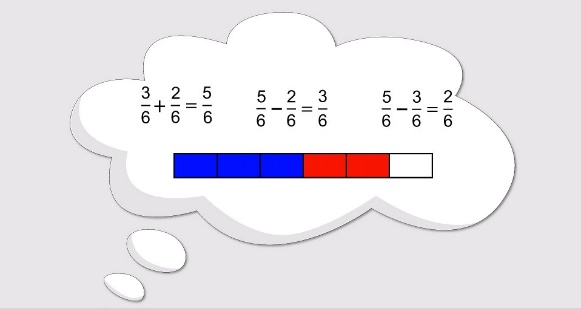 3/6 + 2/6 = 5/6
5/6 − 2/6 = 3/6
5/6 − 3/6 = 2/6